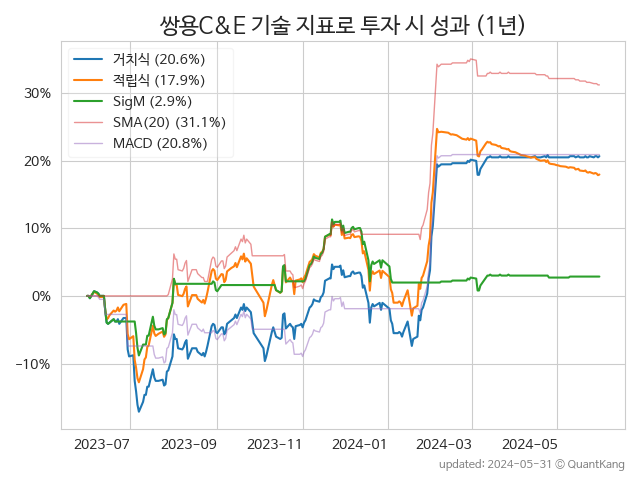 쌍용C&E 기술 지표로 투자 시 성과 (1년)
거치식 (20.6%)
적립식 (17.9%)
SigM (2.9%)
SMA(20) (31.1%)
MACD (20.8%)
30%
20%
10%
0%
−10%
2023-07 2023-09 2023-11 2024-01 2024-03 2024-05
updated: 2024-05-31 © QuantKang